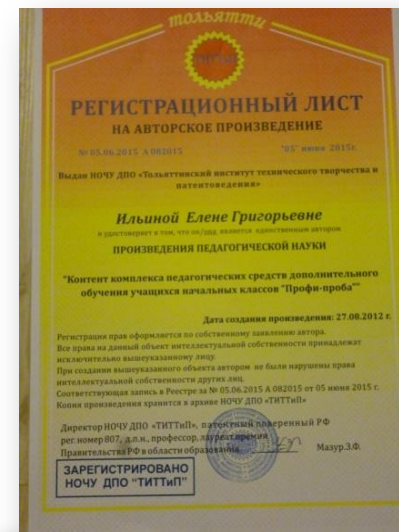 ТОЛЬЯТТИ
ТИТТиП
РЕГИСТРАЦИОННЫЙ ЛИСТ
НА АВТОРСКОЕ ПРОИЗВЕДЕНИЕ
№ 05.06.2015 А 082015 "05" июня 2015г.
Выдан НОЧУ ДПО «Тольяттинский институт технического творчества и
патентоведения»
Ильиной Елене Григорьевне
и удостоверяет в том, что он/она является единственным автором
ПРОИЗВЕДЕНИЯ ПЕДАГОГИЧЕСКОЙ НАУКИ
"Контент комплекса педагогических средств дополнительного
обучения учащихся начальных классов "Профи-проба""
Дата создания произведения: 27.08.2012 г.
Регистрация прав оформляется по собственному заявлению автора.
Все права на данный объект интеллектуальной собственности принадлежат
исключительно вышеуказанному лицу.
При создании вышеуказанного объекта автором не были нарушены права
интеллектуальной собственности других лиц.
Соответствующая запись в Реестре за № 05.06.2015 А 082015 от 05 июня 2015 г.
Копия произведения хранится в архиве НОЧУ ДПО «ТИТТиП»
Директор НОЧУ ДПО «ТИТТиП», патентный поверенный РФ
рег.номер 807, д.п.н., профессор, лауреат премии
Правительства РФ в области образования Мазур.З.Ф.
ЗАРЕГИСТРИРОВАНО
НОЧУ ДПО "ТИТТиП"